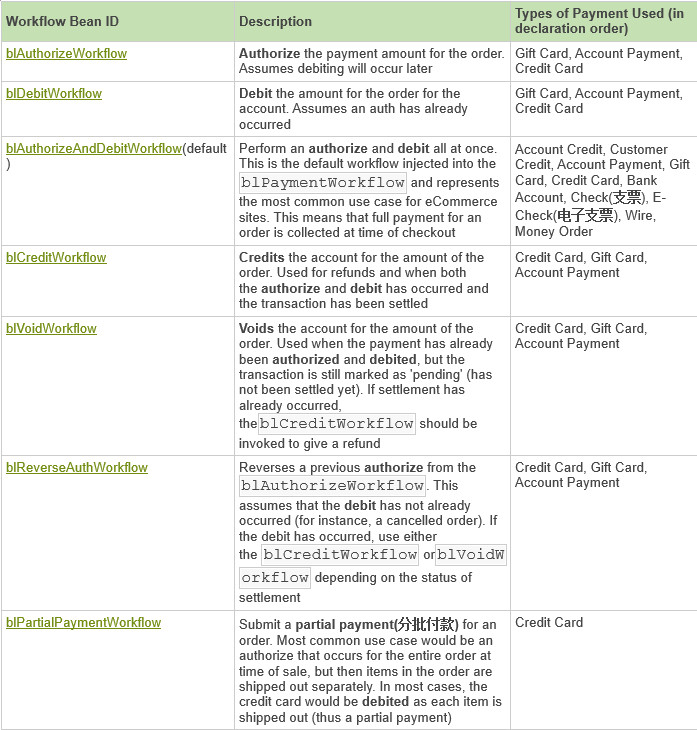 Workflow Bean ID
Description
Types of Payment Used (in
declaration order)
blAuthorizeWorkflow
Authorize the payment amount for the order.
Assumes debiting will occur later
Gift Card, Account Payment,
Credit Card
blDebitWorkflow
Debit the amount for the order for the
account. Assumes an auth has already
occurred
Gift Card, Account Payment,
Credit Card
blAuthorizeAndDebitWorkflow(default
)
Perform an authorize and debit all at once.
This is the default workflow injected into the
blPaymentWorkflow and represents
the most common use case for eCommerce
sites. This means that full payment for an
order is collected at time of checkout
Account Credit, Customer
Credit, Account Payment, Gift
Card, Credit Card, Bank
Account, Check(支票), E-
Check(电子支票), Wire,
Money Order
blCreditWorkflow
Credits the account for the amount of the
order. Used for refunds and when both
the authorize and debit has occurred and
the transaction has been settled
Credit Card, Gift Card,
Account Payment
blVoidWorkflow
Voids the account for the amount of the
order. Used when the payment has already
been authorized and debited, but the
transaction is still marked as 'pending' (has
not been settled yet). If settlement has
already occurred,
the blCreditWorkflow should be
invoked to give a refund
Credit Card, Gift Card,
Account Payment
blReverseAuthWorkflow
Reverses a previous authorize from the
blAuthorizeWorkflow. This
assumes that the debit has not already
occurred (for instance, a cancelled order). If
the debit has occurred, use either
the blCreditWorkflow or blVoidW
orkflow depending on the status of
settlement
Credit Card, Gift Card,
Account Payment
blPartialPaymentWorkflow
Submit a partial payment(分批付款) for an
order. Most common use case would be an
authorize that occurs for the entire order at
time of sale, but then items in the order are
shipped out separately. In most cases, the
credit card would be debited as each item is
shipped out (thus a partial payment)
Credit Card